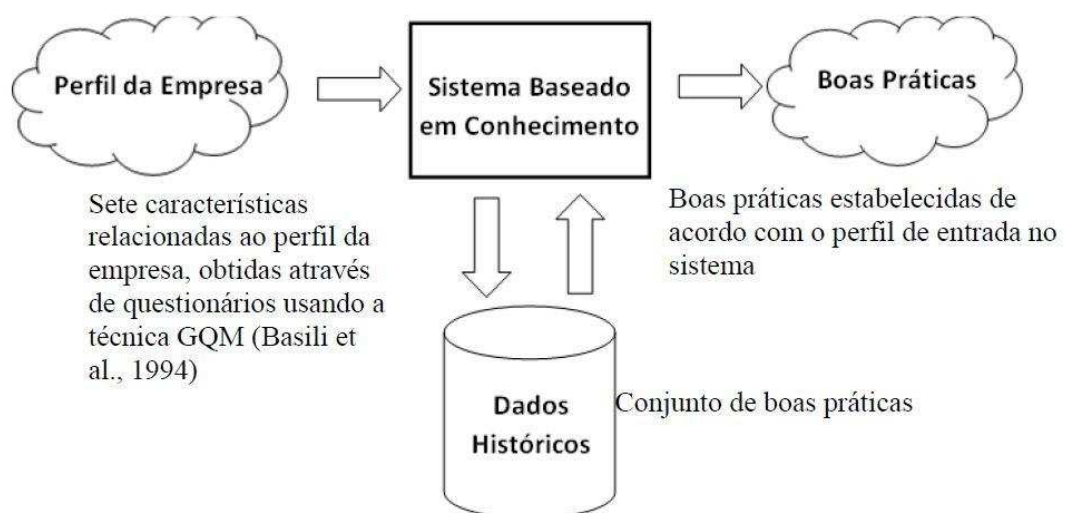 Perfil da Empresa
Sistema Baseado
em Conhecimento
Boas Práticas
Sete características
relacionadas ao perfil da
empresa, obtidas através
de questionários usando a
técnica GQM (Basili et
al., 1994)
Boas práticas estabelecidas de
acordo com o perfil de entrada no
sistema
Dados
Históricos
Conjunto de boas práticas